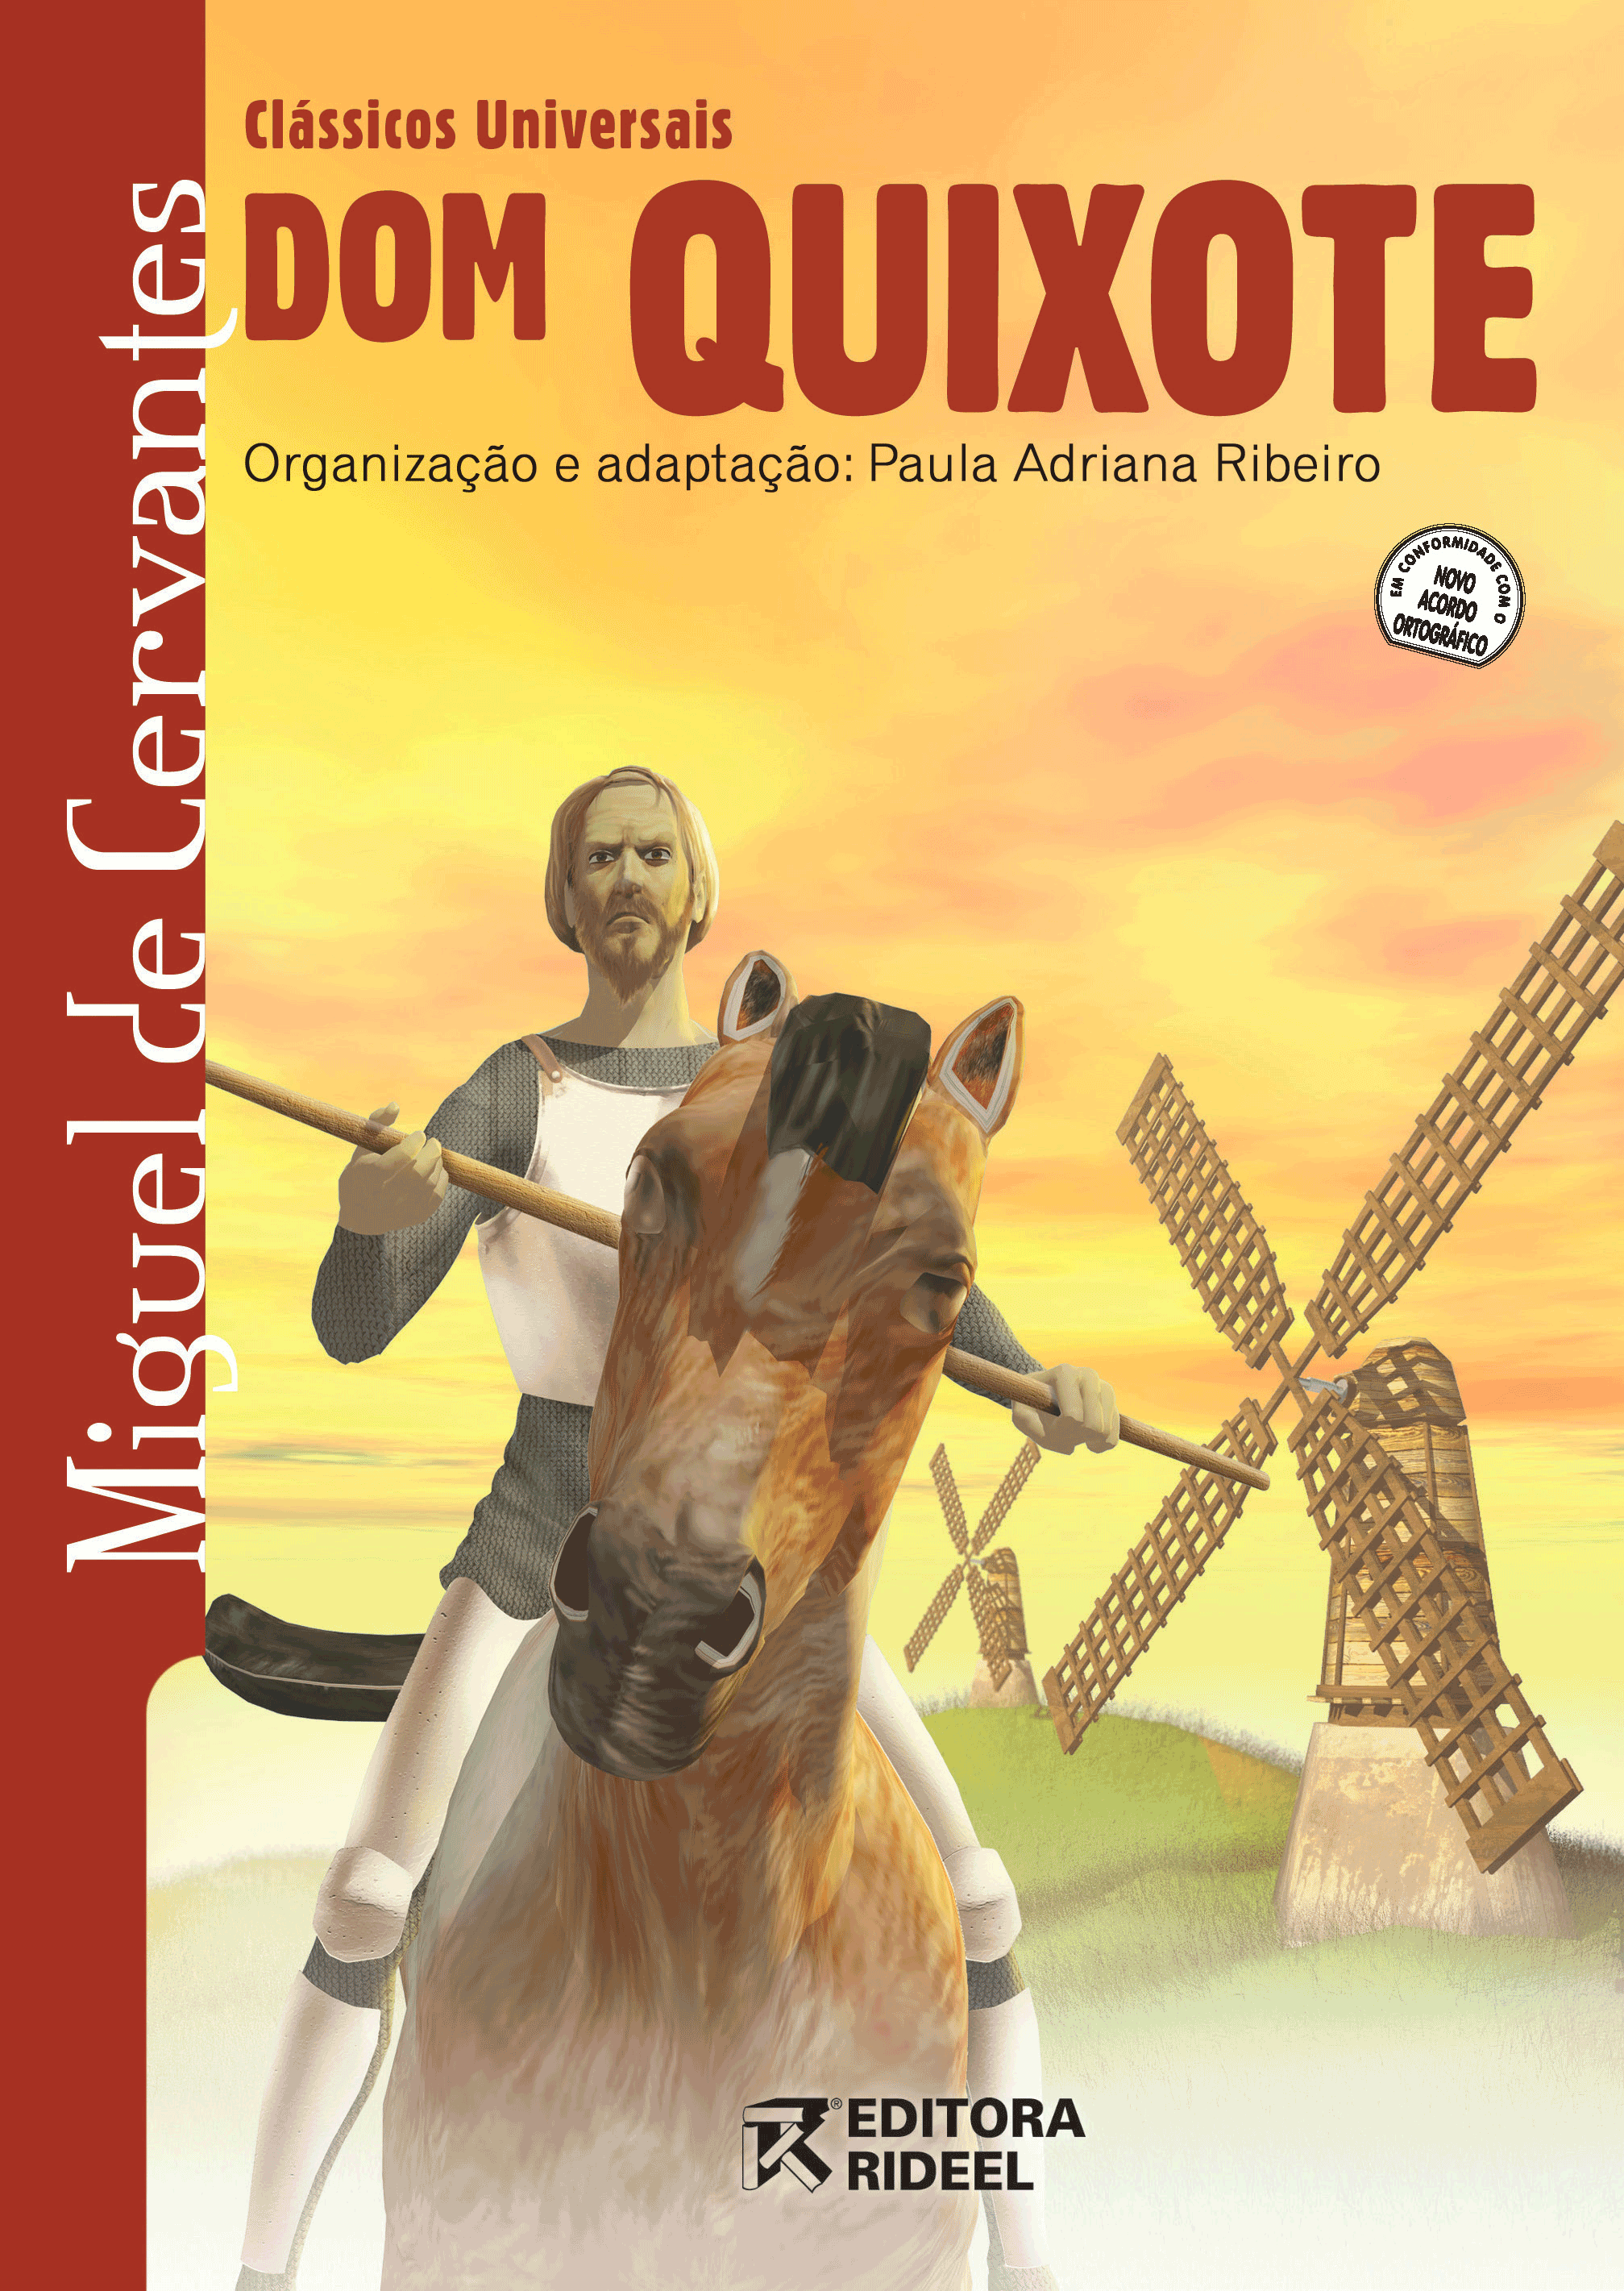 Clássicos Universais
DOM QUIXOTE
Organização e adaptação: Paula Adriana Ribeiro
EM CONFORMIDADE COM O
NOVO
ACORDO
ORTOGRÁFICO
Miguel de Cervantes
®
EDITORA
RIDEEL